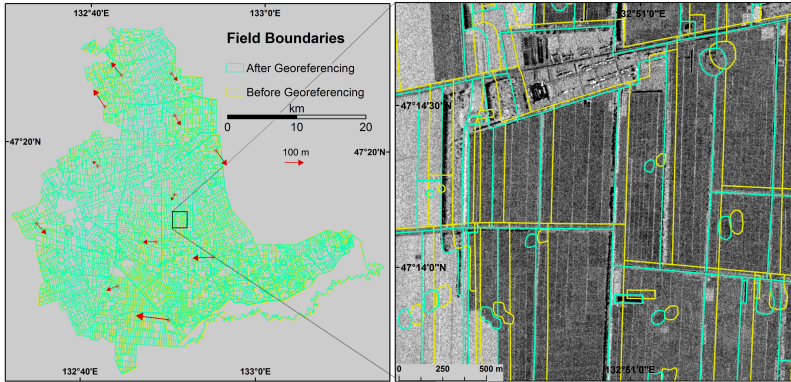 132°40'E
133°0'E
Field Boundaries
After Georeferencing
Before Georeferencing
km
0 10 20
47°20'N
47°20'N
100 m
132°40'E
133°0'E
132°51'0"E
47°14'30"N
47°14'0"N
0 250 500 m
132°51'0"E